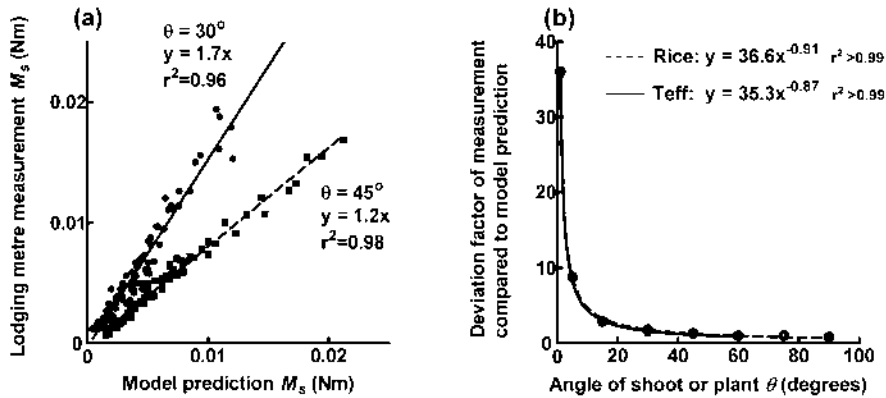 (a)
θ = 30°
y = 1.7x
r²=0.96
θ = 45°
y = 1.2x
r²=0.98
Lodging metre measurement Mₛ (Nm)
0.02
0.01
0
0 0.01 0.02
Model prediction Mₛ (Nm)
(b)
Rice: y = 36.6x⁻⁰·⁹¹ r² >0.99
Teff: y = 35.3x⁻⁰·⁸⁷ r² >0.99
Deviation factor of measurement
compared to model prediction
40
30
20
10
0
0 20 40 60 80 100
Angle of shoot or plant θ (degrees)